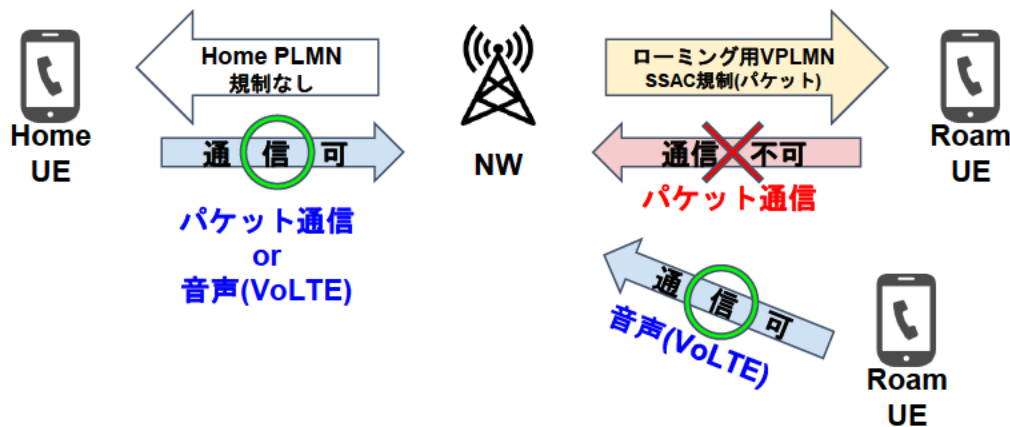 Home PLMN
規制なし
ローミング用VPLMN
SSAC規制(パケット)
Home
UE
通信可
NW
通信不可
Roam
UE
パケット通信
or
音声(VoLTE)
パケット通信
通信可
音声(VoLTE)
Roam
UE